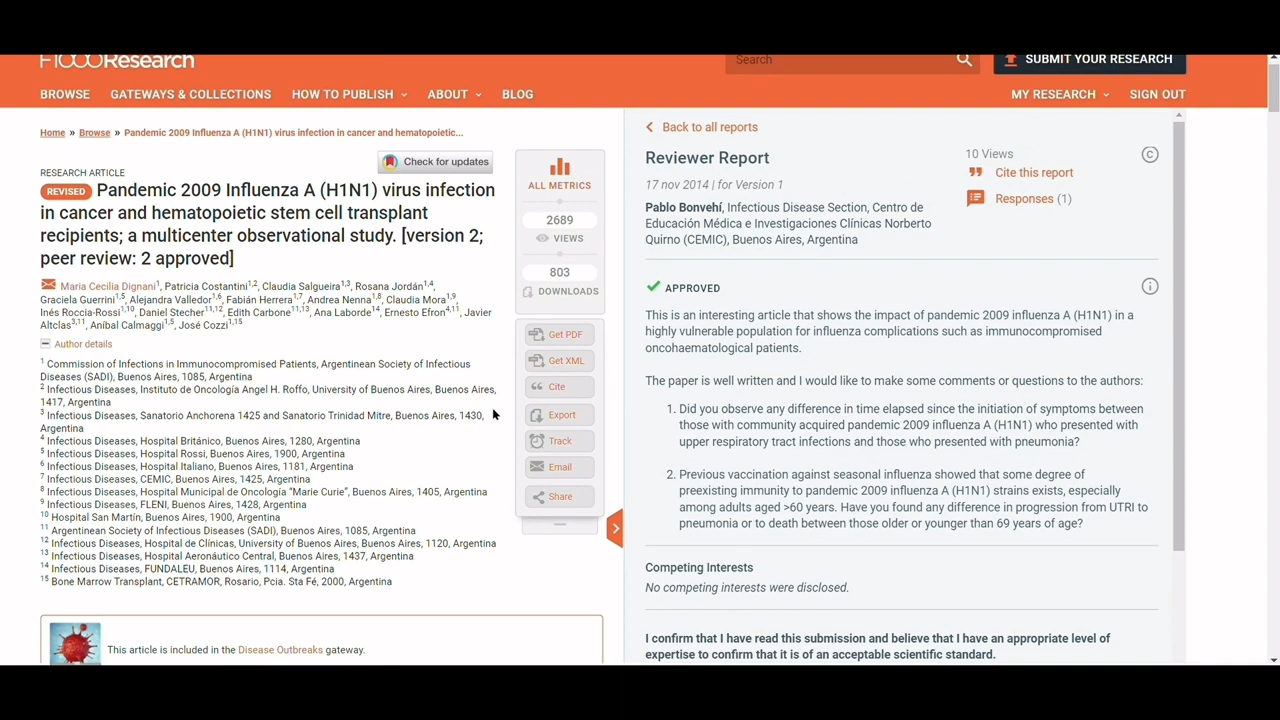 F1000Research
Search
SUBMIT YOUR RESEARCH
BROWSE GATEWAYS & COLLECTIONS HOW TO PUBLISH ABOUT BLOG
MY RESEARCH SIGN OUT
Home » Browse » Pandemic 2009 Influenza A (H1N1) virus infection in cancer and hematopoietic...
Check for updates
RESEARCH ARTICLE
REVISED Pandemic 2009 Influenza A (H1N1) virus infection
in cancer and hematopoietic stem cell transplant
recipients; a multicenter observational study. [version 2;
peer review: 2 approved]
Maria Cecilia Dignani1, Patricia Costantini1,2, Claudia Salgueira1,3, Rosana Jordán1,4,
Graciela Guerrini1,5, Alejandra Valledor1,6, Fabián Herrera1,7, Andrea Nenna1,8, Claudia Mora1,9,
Inés Roccia-Rossi1,10, Daniel Stecher11,12, Edith Carbone11,13, Ana Laborde14, Ernesto Efron4,11, Javier
Altclas3,11, Aníbal Calmaggi1,5, José Cozzi1,15
Author details
1 Commission of Infections in Immunocompromised Patients, Argentinean Society of Infectious
Diseases (SADI), Buenos Aires, 1085, Argentina
2 Infectious Diseases, Instituto de Oncología Angel H. Roffo, University of Buenos Aires, Buenos Aires,
1417, Argentina
3 Infectious Diseases, Sanatorio Anchorena 1425 and Sanatorio Trinidad Mitre, Buenos Aires, 1430,
Argentina
4 Infectious Diseases, Hospital Británico, Buenos Aires, 1280, Argentina
5 Infectious Diseases, Hospital Rossi, Buenos Aires, 1900, Argentina
6 Infectious Diseases, Hospital Italiano, Buenos Aires, 1181, Argentina
7 Infectious Diseases, CEMIC, Buenos Aires, 1425, Argentina
8 Infectious Diseases, Hospital Municipal de Oncología “Marie Curie”, Buenos Aires, 1405, Argentina
9 Infectious Diseases, FLENI, Buenos Aires, 1428, Argentina
10 Hospital San Martín, Buenos Aires, 1900, Argentina
11 Argentinean Society of Infectious Diseases (SADI), Buenos Aires, 1085, Argentina
12 Infectious Diseases, Hospital de Clínicas, University of Buenos Aires, Buenos Aires, 1120, Argentina
13 Infectious Diseases, Hospital Aeronáutico Central, Buenos Aires, 1437, Argentina
14 Infectious Diseases, FUNDALEU, Buenos Aires, 1114, Argentina
15 Bone Marrow Transplant, CETRAMOR, Rosario, Pcia. Sta Fé, 2000, Argentina
This article is included in the Disease Outbreaks gateway.
ALL METRICS
2689
VIEWS
803
DOWNLOADS
Get PDF
Get XML
Cite
Export
Track
Email
Share
Back to all reports
Reviewer Report
17 nov 2014 | for Version 1
Pablo Bonvehí, Infectious Disease Section, Centro de
Educación Médica e Investigaciones Clínicas Norberto
Quirno (CEMIC), Buenos Aires, Argentina
10 Views
Cite this report
Responses (1)
APPROVED
This is an interesting article that shows the impact of pandemic 2009 influenza A (H1N1) in a
highly vulnerable population for influenza complications such as immunocompromised
oncohaematological patients.
The paper is well written and I would like to make some comments or questions to the authors:
1. Did you observe any difference in time elapsed since the initiation of symptoms between
those with community acquired pandemic 2009 influenza A (H1N1) who presented with
upper respiratory tract infections and those who presented with pneumonia?
2. Previous vaccination against seasonal influenza showed that some degree of
preexisting immunity to pandemic 2009 influenza A (H1N1) strains exists, especially
among adults aged >60 years. Have you found any difference in progression from UTRI to
pneumonia or to death between those older or younger than 69 years of age?
Competing Interests
No competing interests were disclosed.
I confirm that I have read this submission and believe that I have an appropriate level of
expertise to confirm that it is of an acceptable scientific standard.